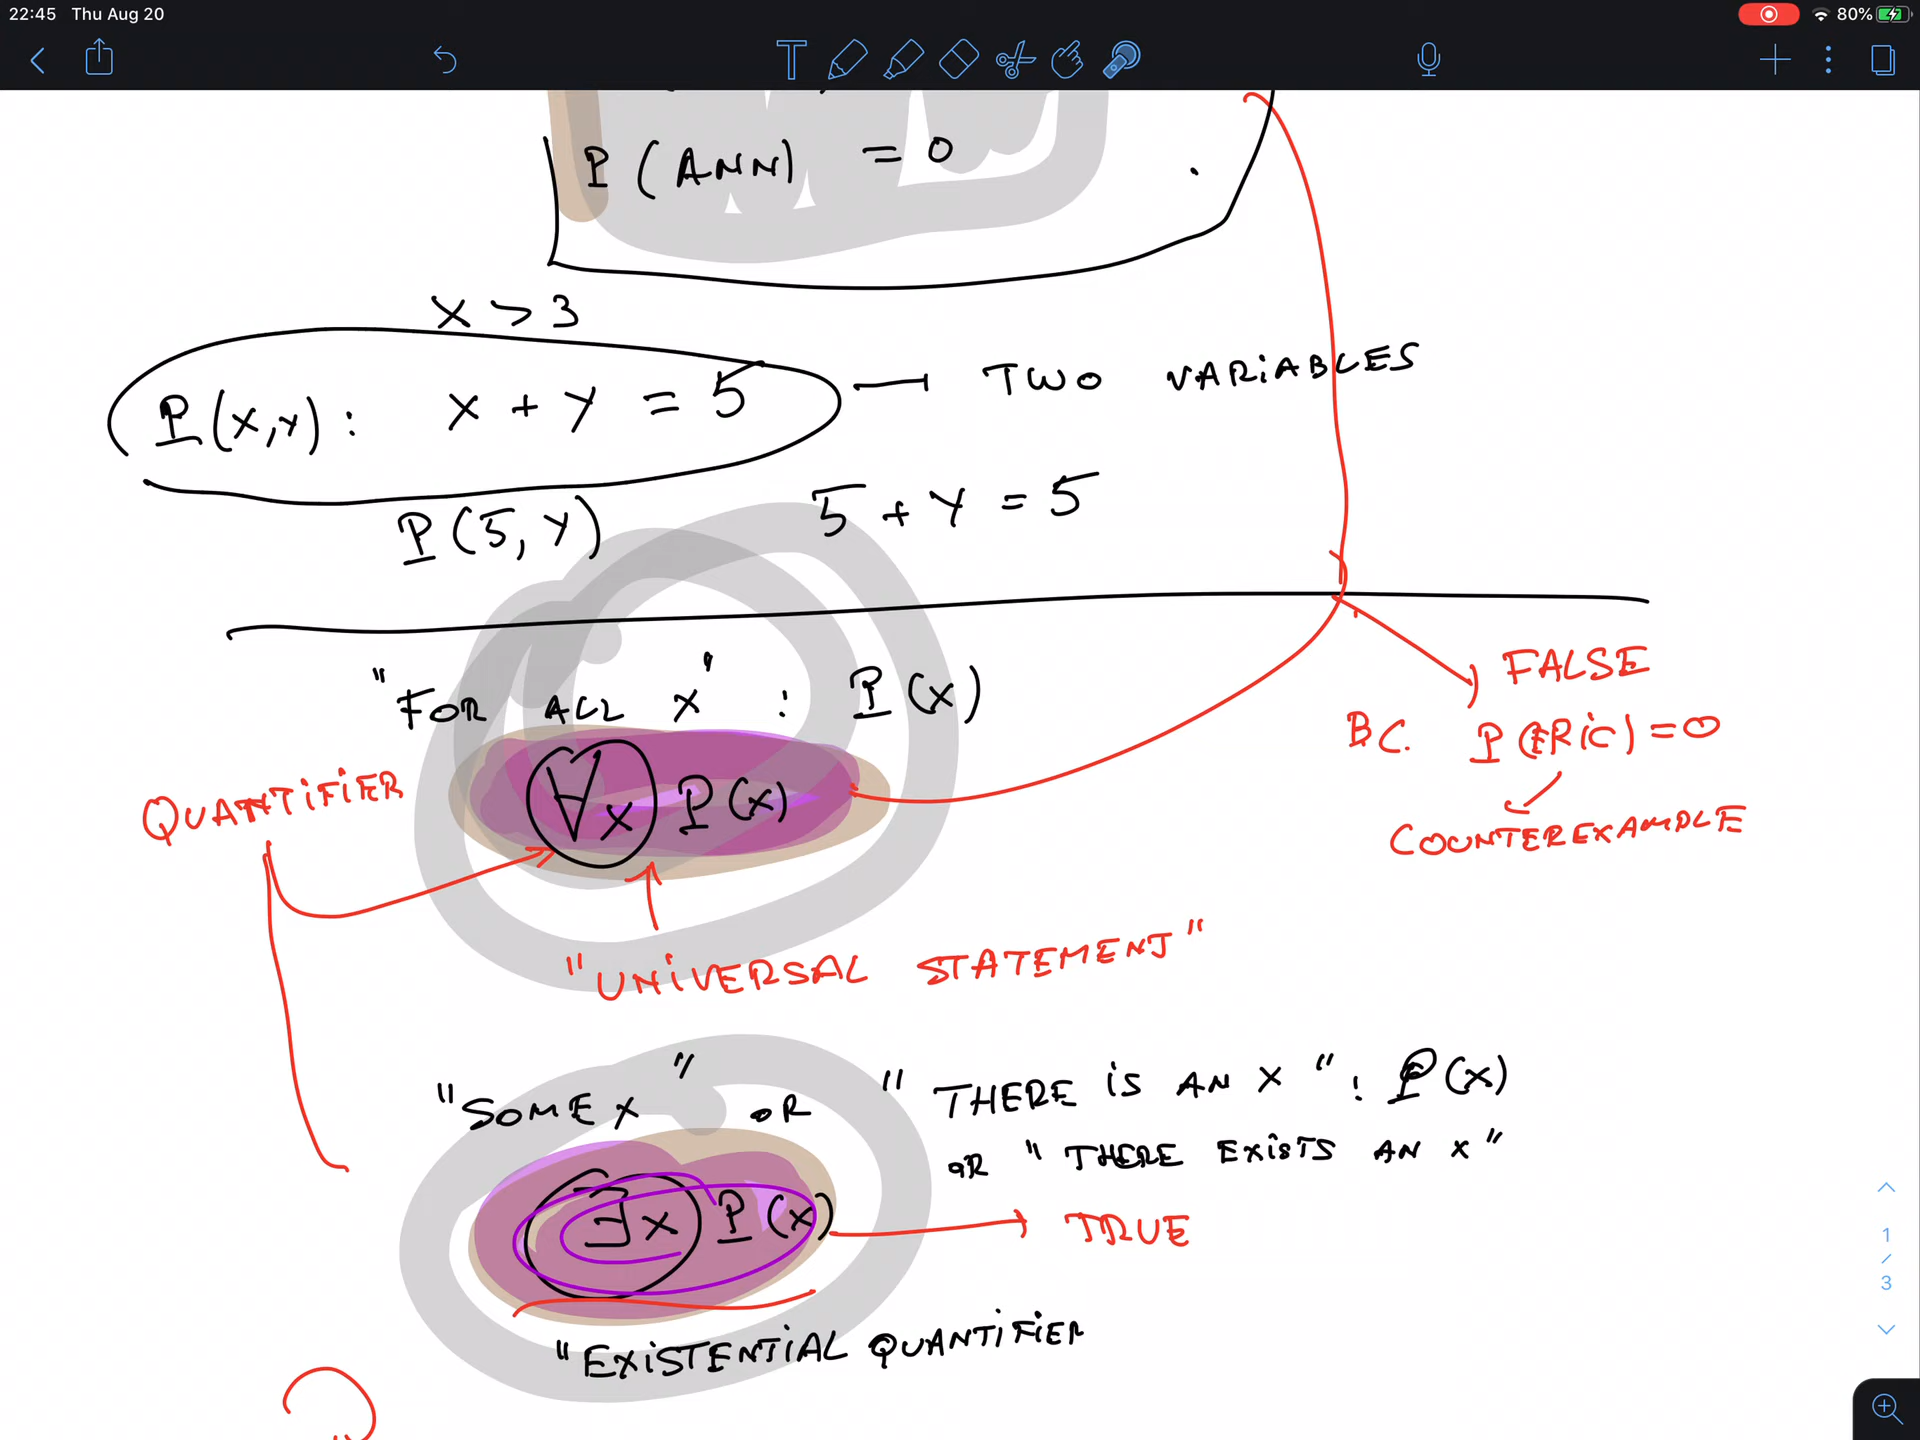 22:45 Thu Aug 20
80%
P (ANN) = 0
x > 3
P(x,y): x + y = 5 — TWO VARiABLES
P(5, y) 5 + y = 5
"FOR ALL x" : P(x)
FALSE
BC. P(ERiC) = 0
QUANTiFiER
∀x P(x)
COUNTEREXAMPLE
"UNiVERSAL STATEMENT"
"SOME x" OR "THERE iS AN x" : P(x)
OR "THERE EXiSTS AN x"
∃x P(x) → TRUE
"EXiSTENTiAL QUANTiFiER
1
/
3